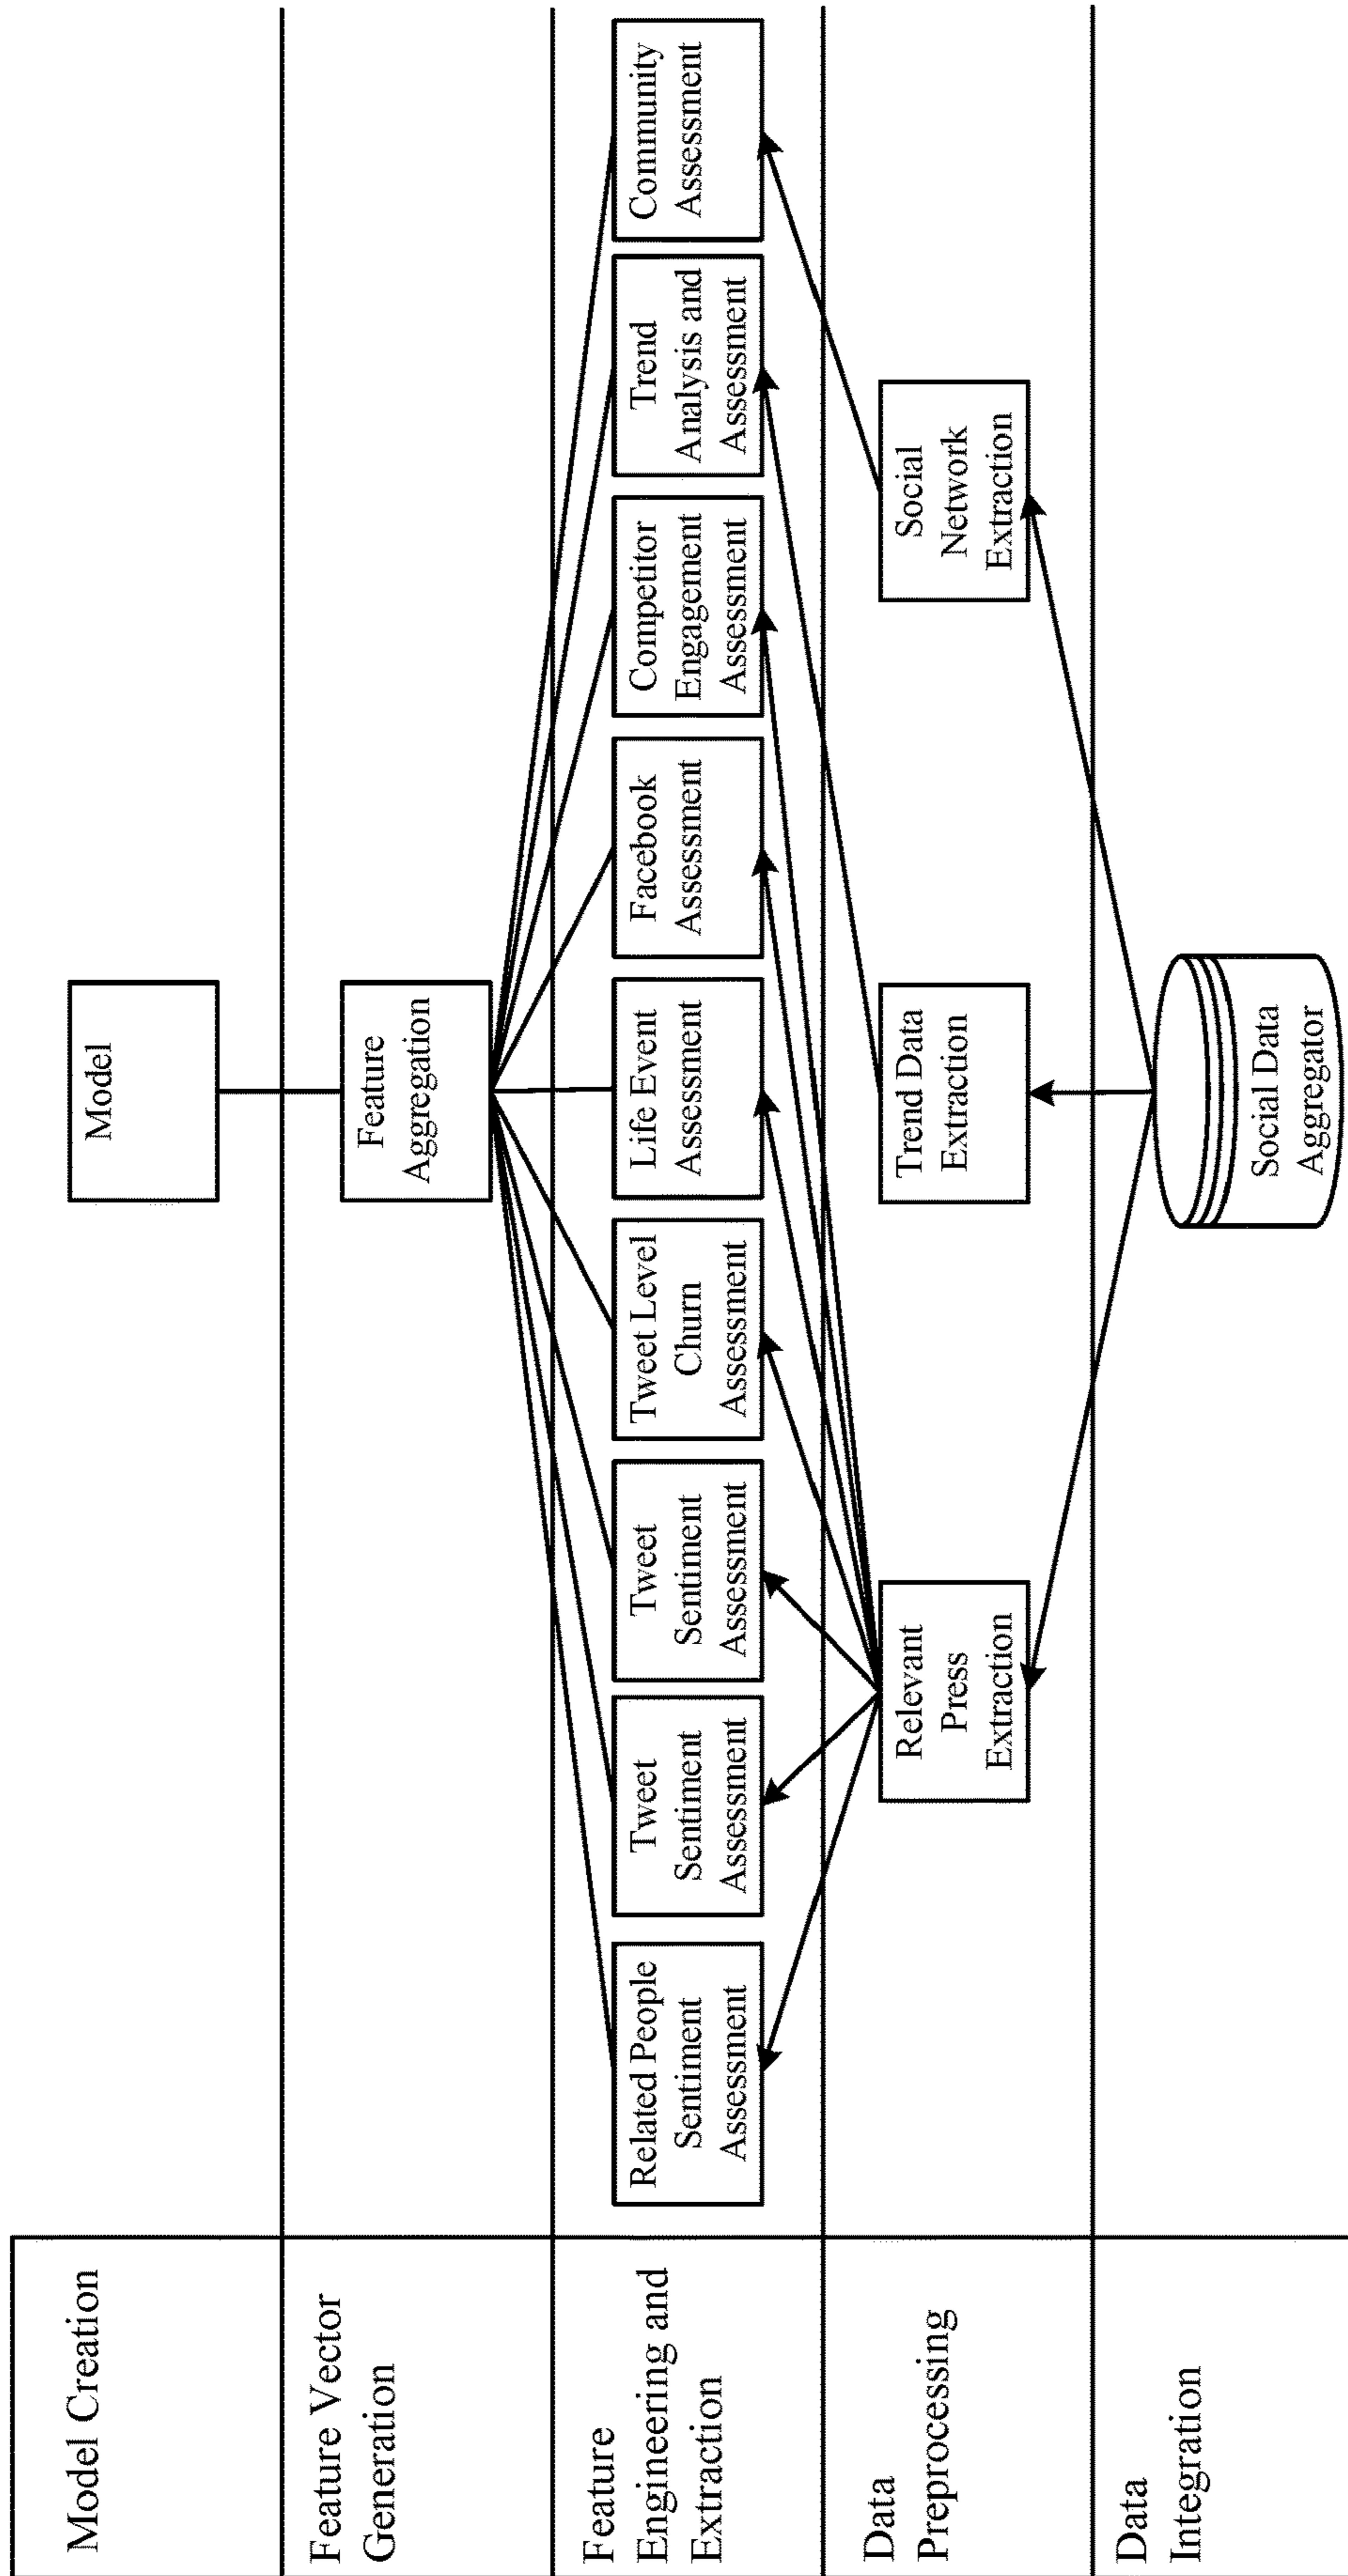 Model Creation
Model
Feature Vector
Generation
Feature
Aggregation
Feature
Engineering and
Extraction
Related People
Sentiment
Assessment
Tweet
Sentiment
Assessment
Tweet
Sentiment
Assessment
Tweet Level
Churn
Assessment
Life Event
Assessment
Facebook
Assessment
Competitor
Engagement
Assessment
Trend
Analysis and
Assessment
Community
Assessment
Data
Preprocessing
Relevant
Press
Extraction
Trend Data
Extraction
Social
Network
Extraction
Data
Integration
Social Data
Aggregator